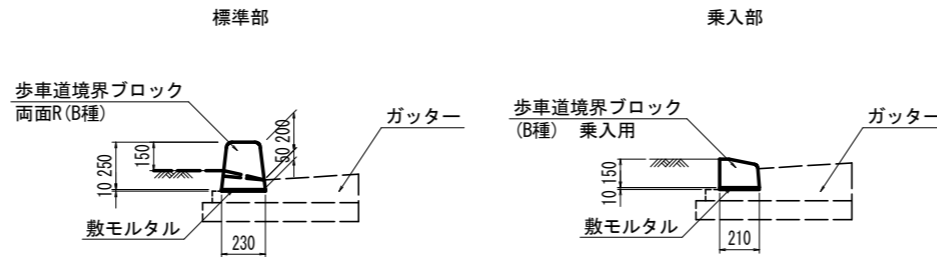 標準部
乗入部
歩車道境界ブロック
両面R(B種)
ガッター
150
10 250
50 200
敷モルタル
230
歩車道境界ブロック
(B種) 乗入用
ガッター
10 150
敷モルタル
210